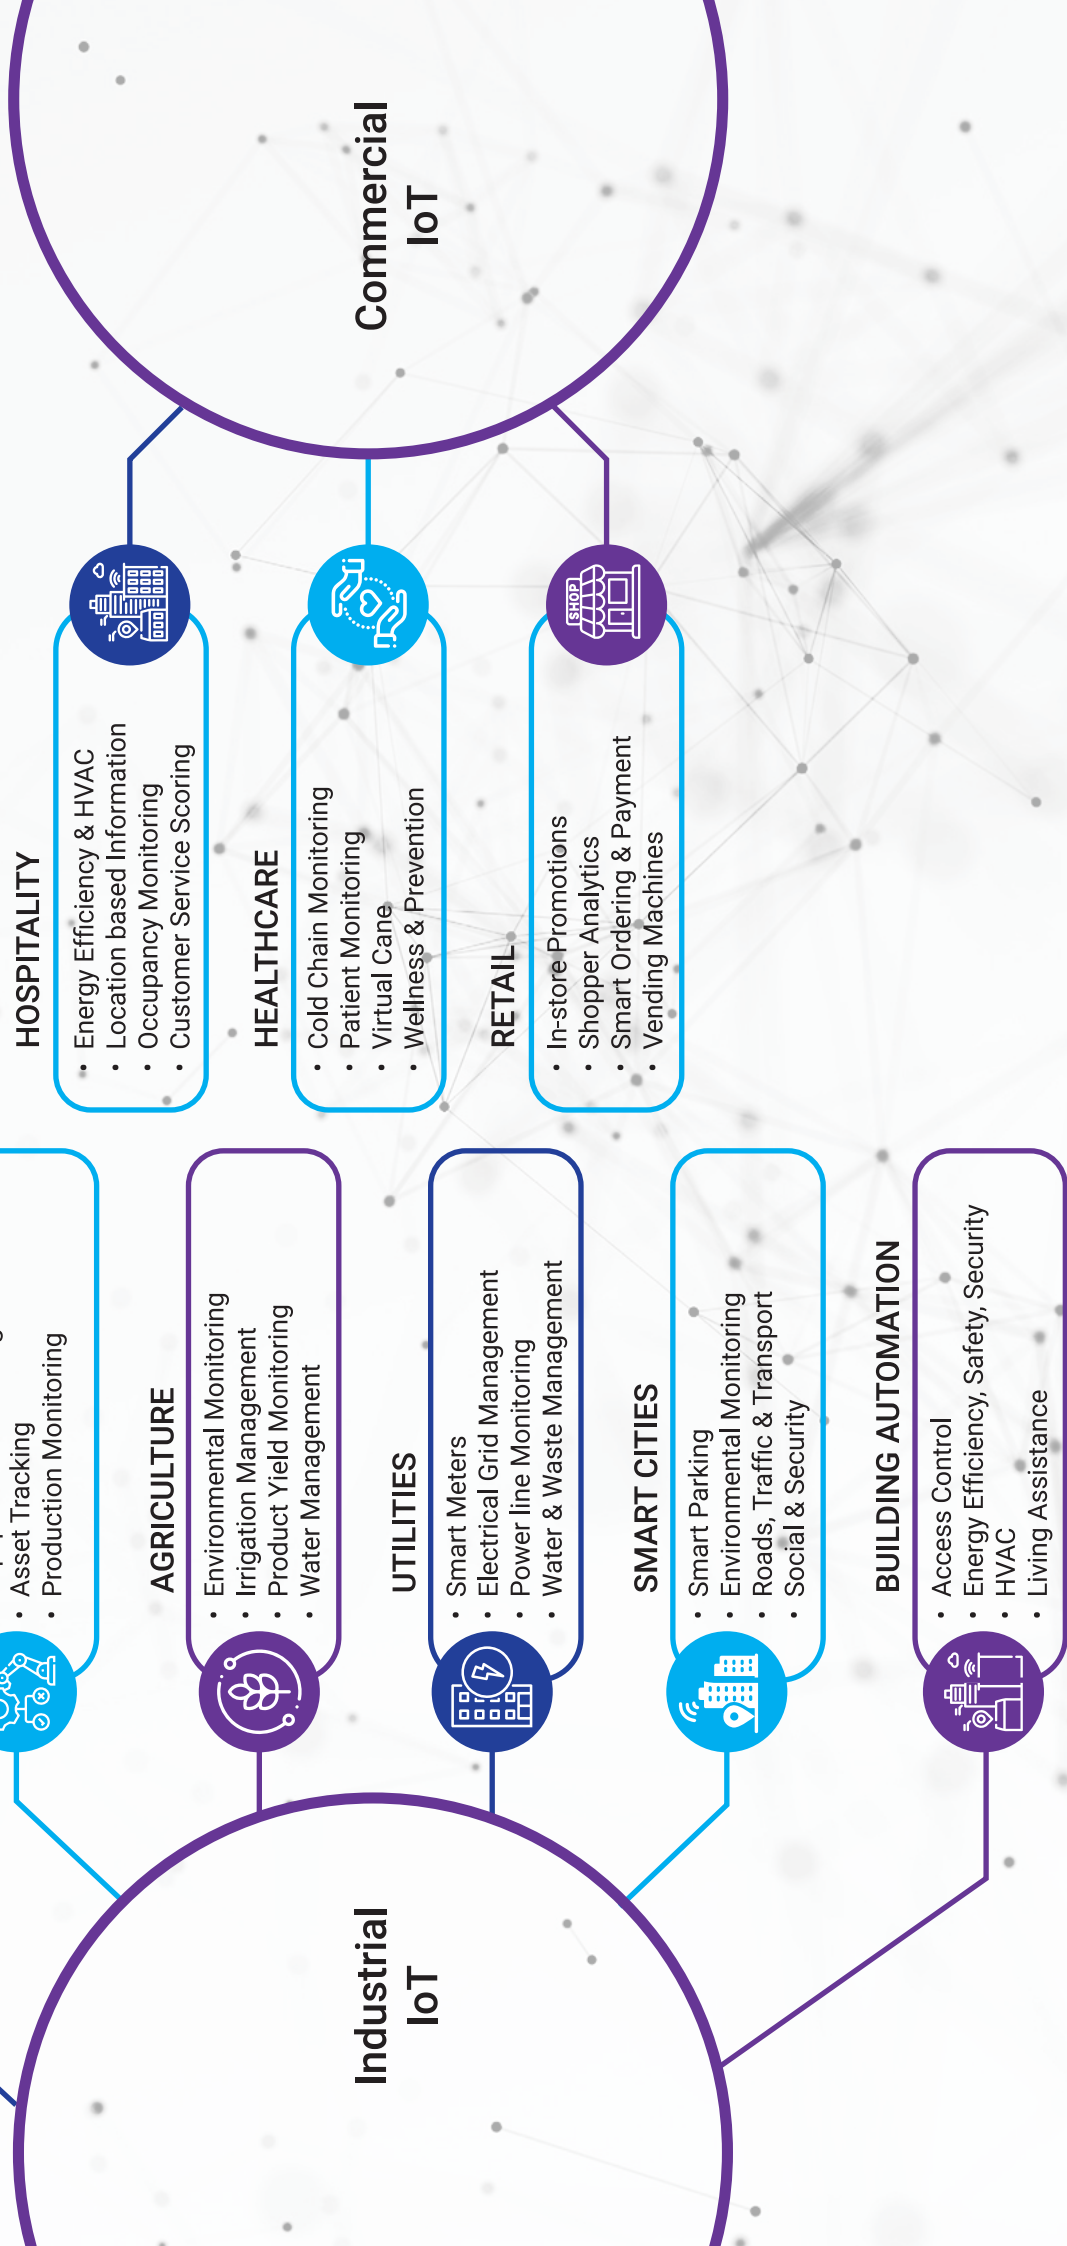 Commercial
IoT
HOSPITALITY
• Energy Efficiency & HVAC
• Location based Information
• Occupancy Monitoring
• Customer Service Scoring
HEALTHCARE
• Cold Chain Monitoring
• Patient Monitoring
• Virtual Cane
• Wellness & Prevention
RETAIL
• In-store Promotions
• Shopper Analytics
• Smart Ordering & Payment
• Vending Machines
SHOP
Industrial
IoT
• Asset Tracking
• Production Monitoring
AGRICULTURE
• Environmental Monitoring
• Irrigation Management
• Product Yield Monitoring
• Water Management
UTILITIES
• Smart Meters
• Electrical Grid Management
• Power line Monitoring
• Water & Waste Management
SMART CITIES
• Smart Parking
• Environmental Monitoring
• Roads, Traffic & Transport
• Social & Security
BUILDING AUTOMATION
• Access Control
• Energy Efficiency, Safety, Security
• HVAC
• Living Assistance